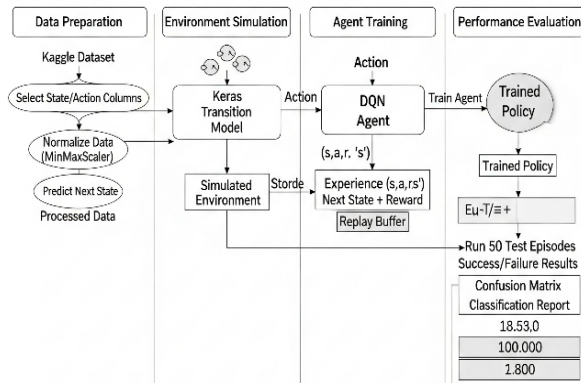 Data Preparation
Environment Simulation
Agent Training
Performance Evaluation
Kaggle Dataset
Select State/Action Columns
Normalize Data
(MinMaxScaler)
Predict Next State
Processed Data
Keras
Transition
Model
Action
Simulated
Environment
Storde
Action
DQN
Agent
Train Agent
(s,a,r, 's')
Experience (s,a,rs')
Next State + Reward
Replay Buffer
Trained
Policy
Trained Policy
Eµ-T/≡ +
Run 50 Test Episodes
Success/Failure Results
Confusion Matrix
Classification Report
18.53,0
100.000
1.800